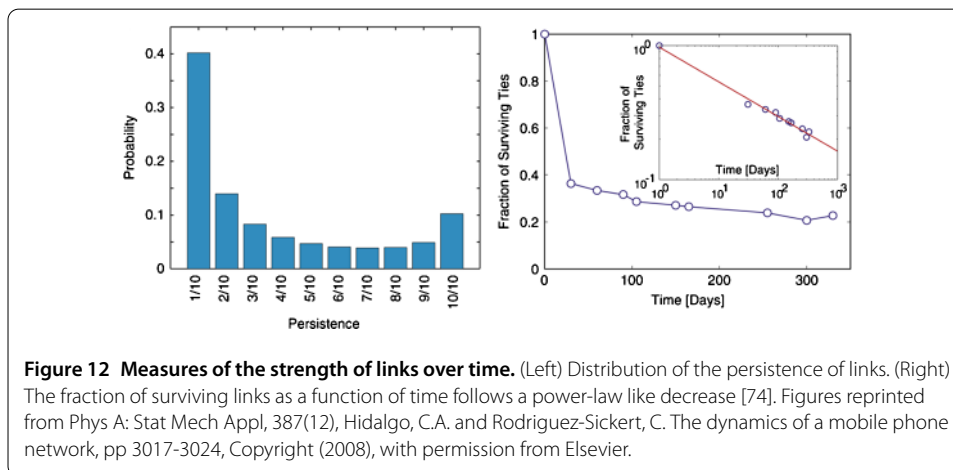 0.4
0.3
0.2
0.1
0
Probability
1/10
2/10
3/10
4/10
5/10
6/10
7/10
8/10
9/10
10/10
Persistence
1
0.8
0.6
0.4
0.2
0
Fraction of Surviving Ties
0
100
200
300
Time [Days]
10^0
10^-1
Fraction of
Surviving Ties
Time [Days]
10^0
10^1
10^2
10^3
Figure 12 Measures of the strength of links over time. (Left) Distribution of the persistence of links. (Right)
The fraction of surviving links as a function of time follows a power-law like decrease [74]. Figures reprinted
from Phys A: Stat Mech Appl, 387(12), Hidalgo, C.A. and Rodriguez-Sickert, C. The dynamics of a mobile phone
network, pp 3017-3024, Copyright (2008), with permission from Elsevier.